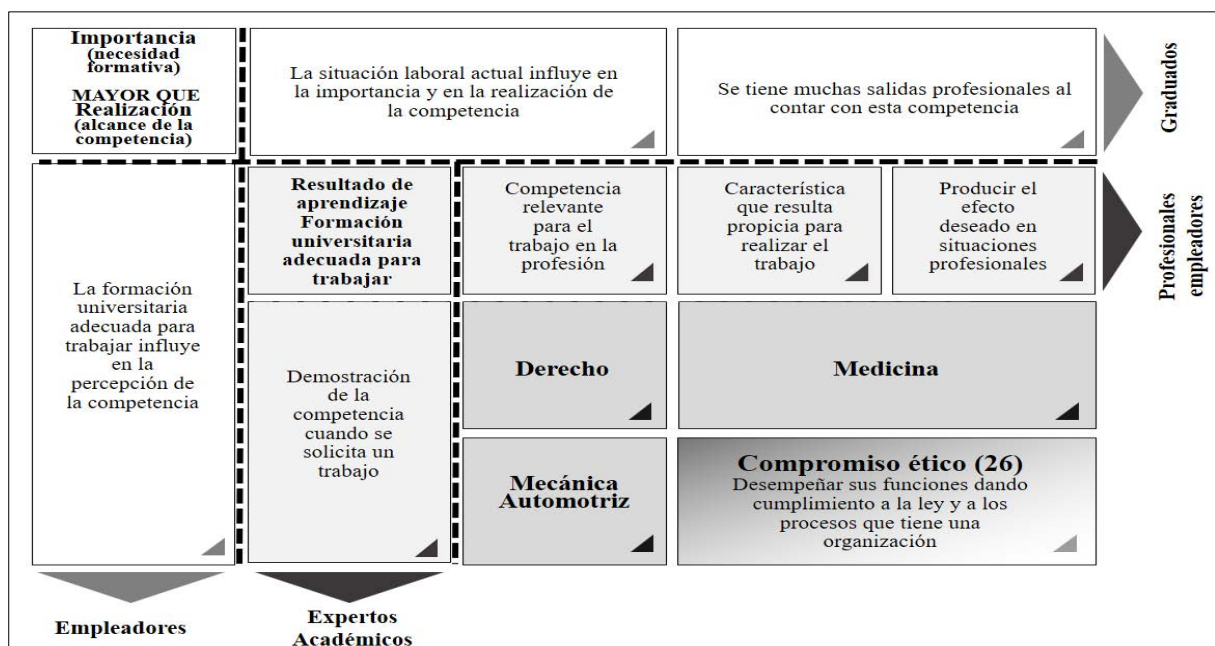 Importancia
(necesidad
formativa)
MAYOR QUE
Realización
(alcance de la
competencia)
La situación laboral actual influye en
la importancia y en la realización de
la competencia
Se tiene muchas salidas profesionales al
contar con esta competencia
Graduados
La formación
universitaria
adecuada para
trabajar influye
en la
percepción de
la competencia
Resultado de
aprendizaje
Formación
universitaria
adecuada para
trabajar
Competencia
relevante
para el
trabajo en la
profesión
Característica
que resulta
propicia para
realizar el
trabajo
Producir el
efecto
deseado en
situaciones
profesionales
Profesionales
empleadores
Demostración
de la
competencia
cuando se
solicita un
trabajo
Derecho
Medicina
Mecánica
Automotriz
Compromiso ético (26)
Desempeñar sus funciones dando
cumplimiento a la ley y a los
procesos que tiene una
organización
Empleadores
Expertos
Académicos